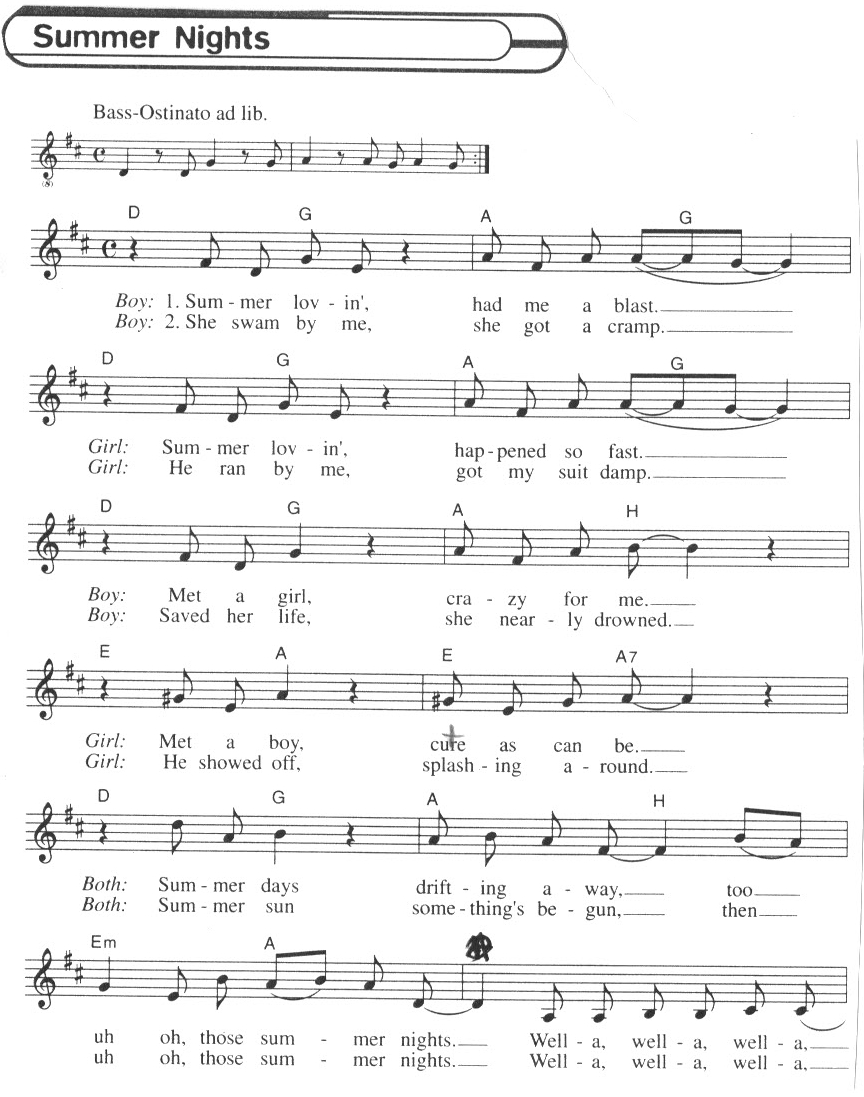 Summer Nights
Bass-Ostinato ad lib.
(8)
D G A G
Boy: 1. Sum - mer lov - in', had me a blast.
Boy: 2. She swam by me, she got a cramp.
D G A G
Girl: Sum - mer lov - in', hap - pened so fast.
Girl: He ran by me, got my suit damp.
D G A H
Boy: Met a girl, cra - zy for me.
Boy: Saved her life, she near - ly drowned.
E A E A7
Girl: Met a boy, cure as can be.
Girl: He showed off, splash - ing a - round.
D G A H
Both: Sum - mer days drift - ing a - way, too
Both: Sum - mer sun some - thing's be - gun, then
Em A
uh oh, those sum - mer nights. Well - a, well - a, well - a,
uh oh, those sum - mer nights. Well - a, well - a, well - a,